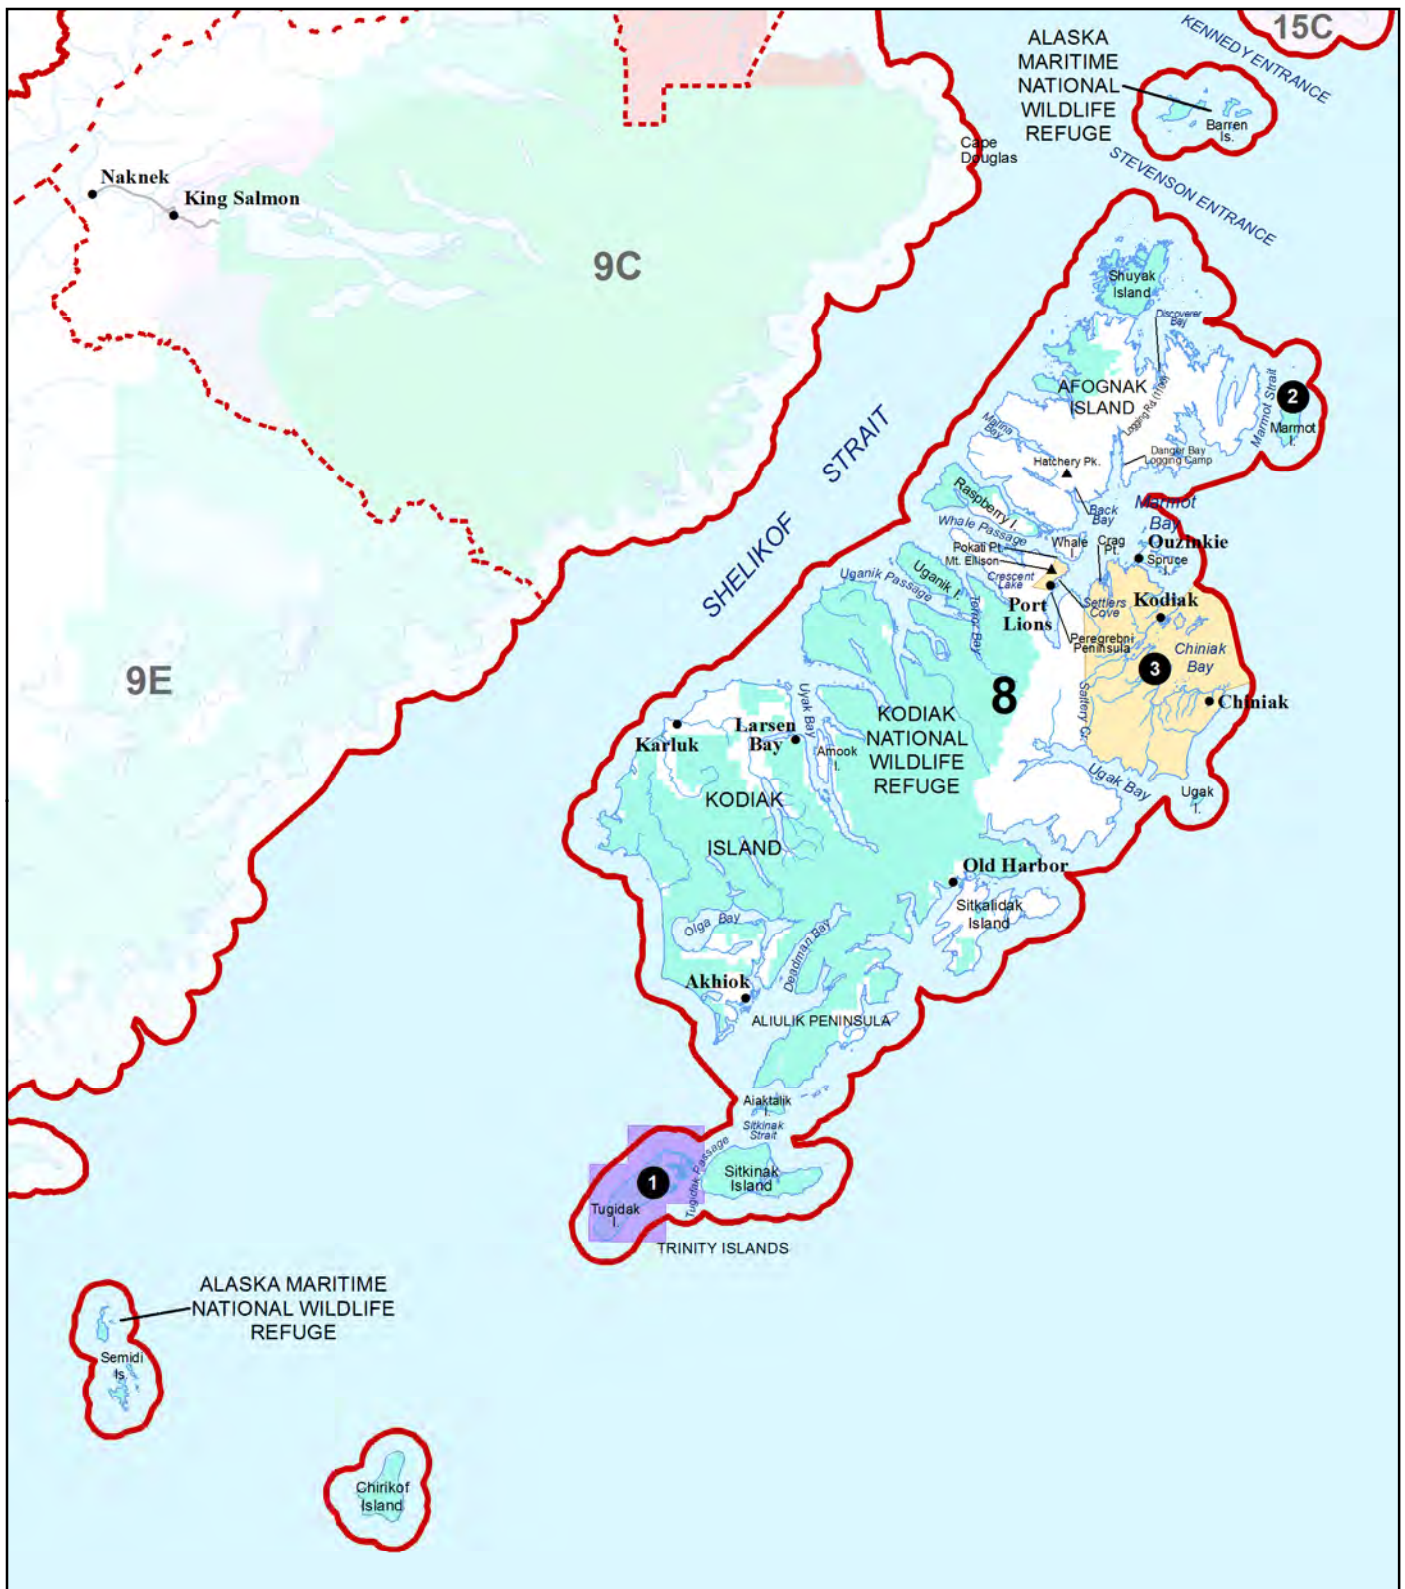 15C
KENNEDY ENTRANCE
ALASKA
MARITIME
NATIONAL
WILDLIFE
REFUGE
Barren
Is.
Cape
Douglas
STEVENSON ENTRANCE
Naknek
King Salmon
9C
Shuyak
Island
Discoverer
Bay
AFOGNAK
ISLAND
Logging Rd (1100)
Marmot Strait
2
Marmot
I.
Malina
Bay
Danger Bay
Logging Camp
Hatchery Pk.
SHELIKOF STRAIT
Raspberry I.
Back
Bay
Marmot
Bay
Whale Passage
Whale
I.
Crag
Pt.
Ouzinkie
Spruce
I.
Pokati Pt.
Mt. Ellison
Uganik Passage
Uganik I.
Crescent
Lake
Terror Bay
Port
Lions
Settlers
Cove
Kodiak
Peregrebni
Peninsula
Chiniak
Bay
3
9E
8
Saltery Cr.
Chiniak
Uyak Bay
Karluk
Larsen
Bay
Amook
I.
KODIAK
NATIONAL
WILDLIFE
REFUGE
Ugak Bay
Ugak
I.
KODIAK
ISLAND
Old Harbor
Sitkalidak
Island
Olga Bay
Deadman Bay
Akhiok
ALIULIK PENINSULA
Aiaktalik
I.
Sitkinak
Strait
Tugidak Passage
1
Sitkinak
Island
Tugidak
I.
TRINITY ISLANDS
ALASKA MARITIME
NATIONAL WILDLIFE
REFUGE
Semidi
Is.
Chirikof
Island